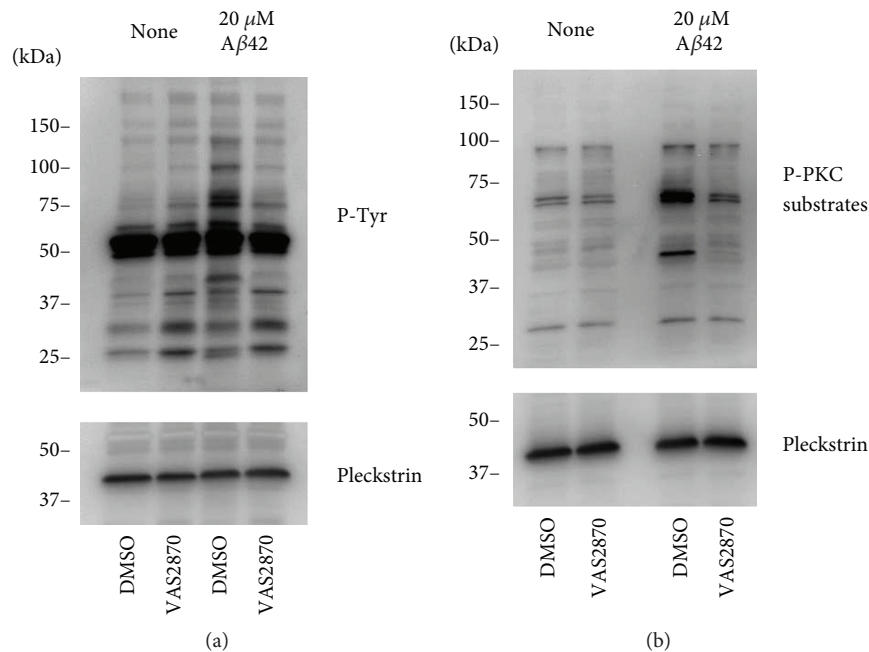 None
20 μM
Aβ42
(kDa)
150–
100–
75–
50–
37–
25–
P-Tyr
50–
37–
Pleckstrin
DMSO
VAS2870
DMSO
VAS2870
(a)
None
20 μM
Aβ42
(kDa)
150–
100–
75–
50–
37–
25–
P-PKC
substrates
50–
37–
Pleckstrin
DMSO
VAS2870
DMSO
VAS2870
(b)